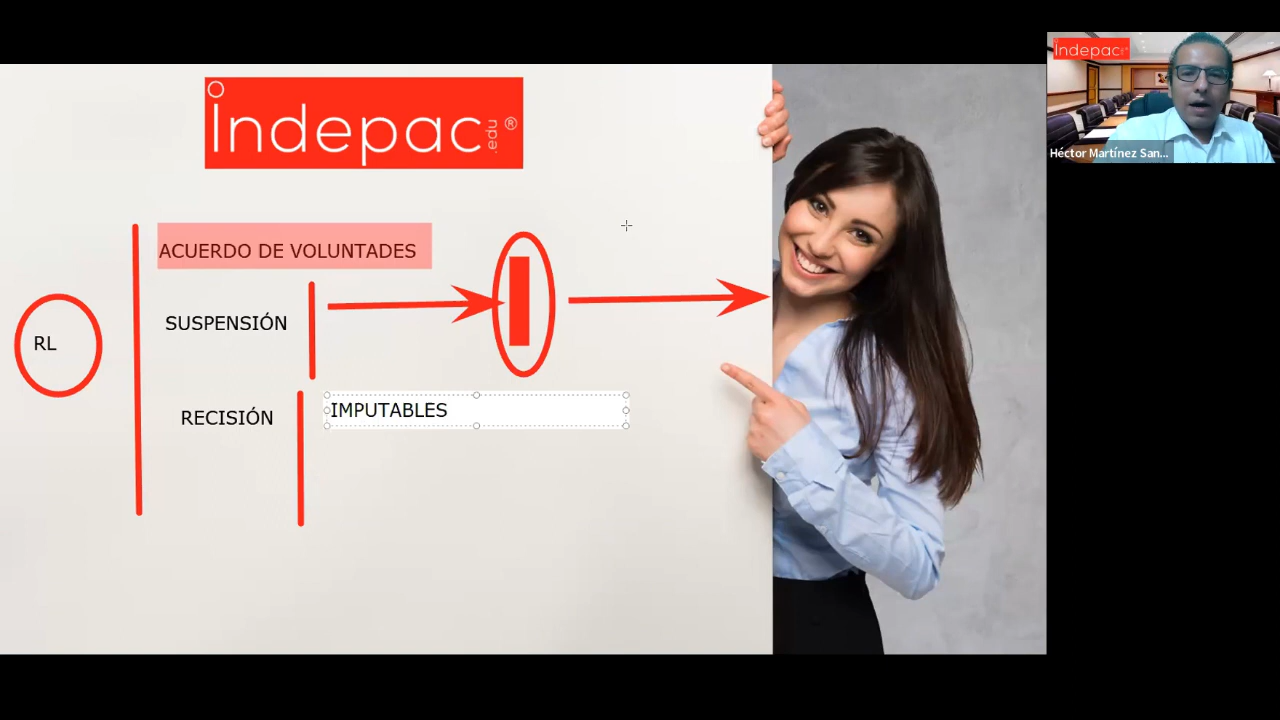 Indepac.edu®
ACUERDO DE VOLUNTADES
SUSPENSIÓN
RL
RECISIÓN
IMPUTABLES
Indepac
Héctor Martínez San...